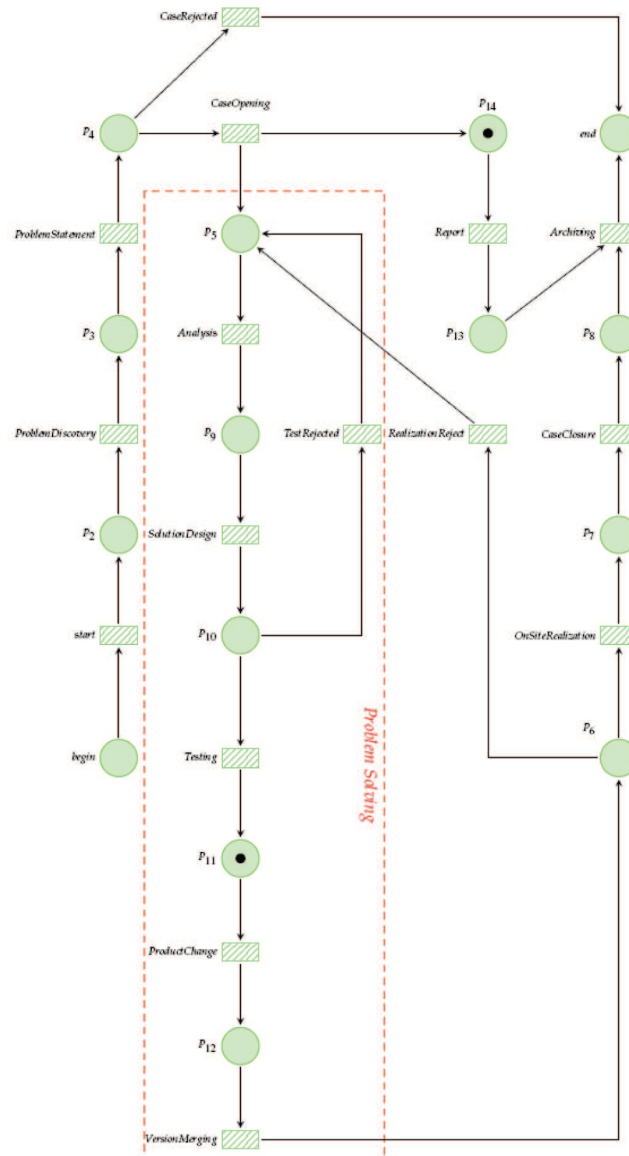 CaseRejected
CaseOpening
P14
P4
end
ProblemStatement
P5
Report
Archiving
P3
Analysis
P13
P8
ProblemDiscovery
P9
TestRejected
RealizationReject
CaseClosure
P2
SolutionDesign
P7
start
P10
OnSiteRealization
Problem Solving
P6
begin
Testing
P11
ProductChange
P12
VersionMerging